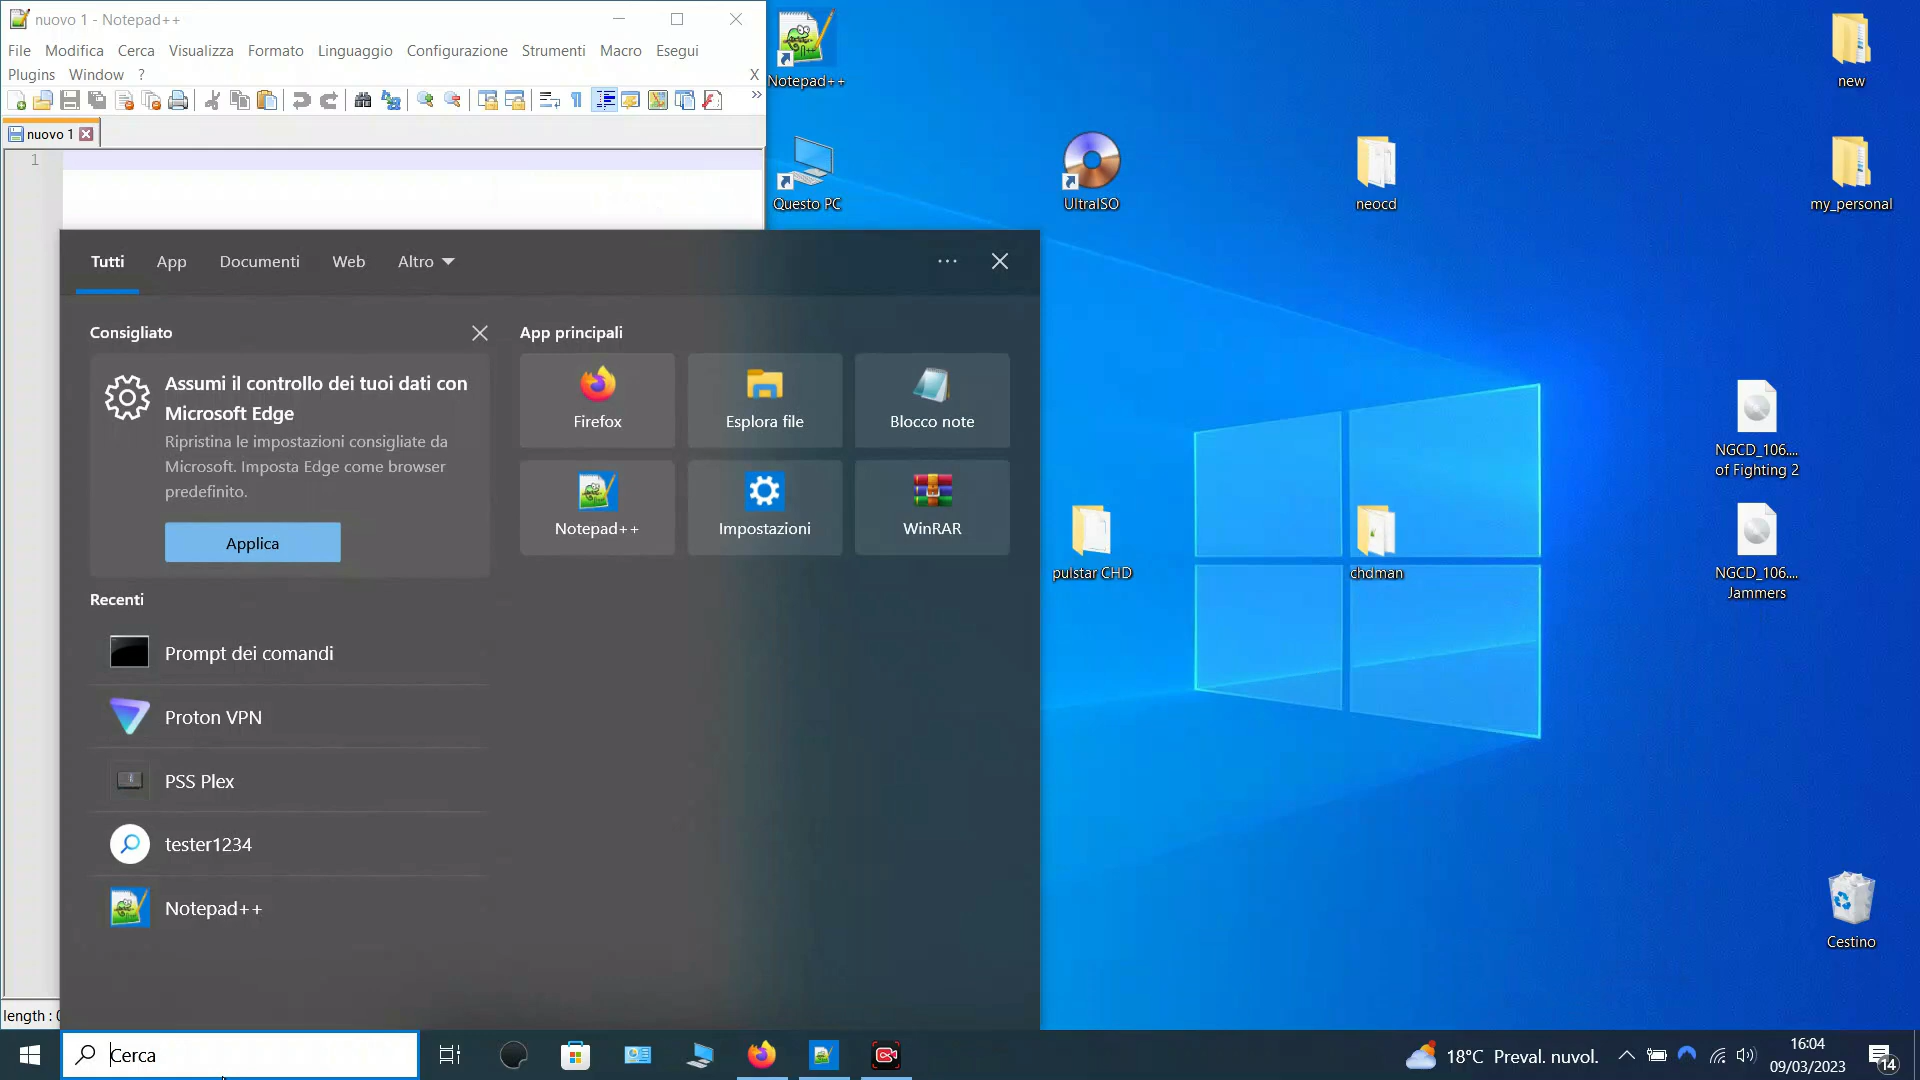 nuovo 1 - Notepad++
File Modifica Cerca Visualizza Formato Linguaggio Configurazione Strumenti Macro Esegui
Plugins Window ? X
nuovo 1
1
Notepad++
new
Questo PC
UltraISO
neocd
my_personal
Tutti App Documenti Web Altro
Consigliato
Assumi il controllo dei tuoi dati con
Microsoft Edge
Ripristina le impostazioni consigliate da
Microsoft. Imposta Edge come browser
predefinito.
Applica
App principali
Firefox
Esplora file
Blocco note
Notepad++
Impostazioni
WinRAR
Recenti
Prompt dei comandi
Proton VPN
PSS Plex
tester1234
Notepad++
NGCD_106....
of Fighting 2
pulstar CHD
chdman
NGCD_106....
Jammers
Cestino
length : 0
Cerca
18°C Preval. nuvol.
16:04
09/03/2023
14